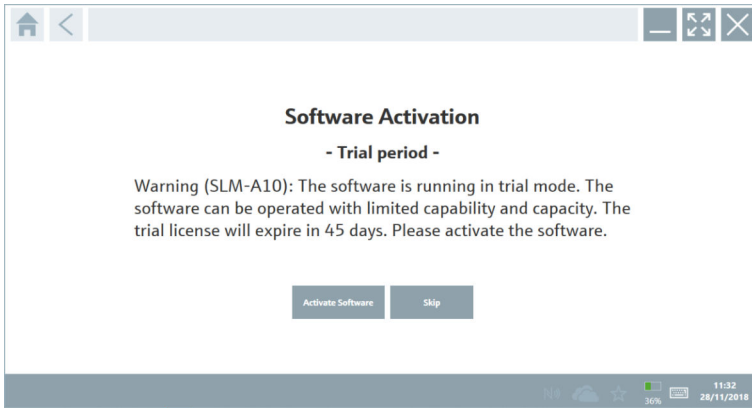 Software Activation
- Trial period -
Warning (SLM-A10): The software is running in trial mode. The
software can be operated with limited capability and capacity. The
trial license will expire in 45 days. Please activate the software.
Activate Software Skip
36% 11:32
28/11/2018